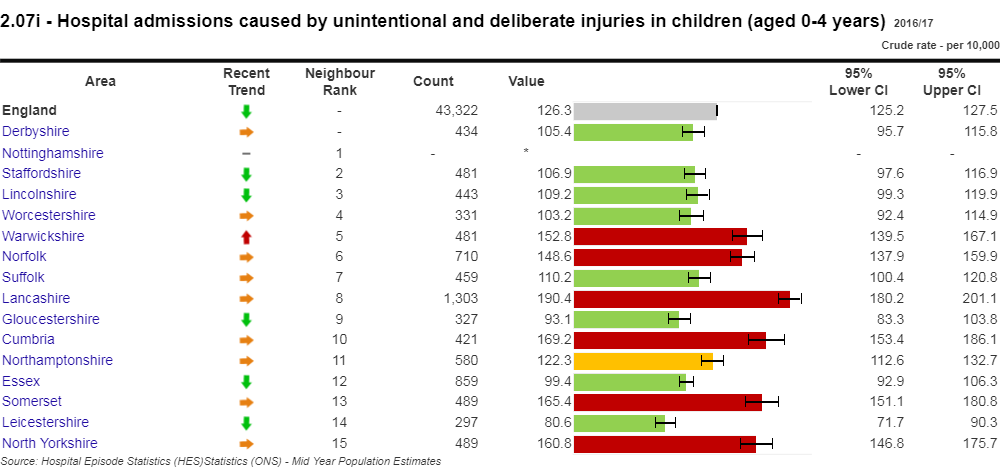 2.07i - Hospital admissions caused by unintentional and deliberate injuries in children (aged 0-4 years) 2016/17
Crude rate - per 10,000
Area Recent Trend Neighbour Rank Count Value 95% Lower CI 95% Upper CI
England - 43,322 126.3 125.2 127.5
Derbyshire - 434 105.4 95.7 115.8
Nottinghamshire – 1 - * - -
Staffordshire 2 481 106.9 97.6 116.9
Lincolnshire 3 443 109.2 99.3 119.9
Worcestershire 4 331 103.2 92.4 114.9
Warwickshire 5 481 152.8 139.5 167.1
Norfolk 6 710 148.6 137.9 159.9
Suffolk 7 459 110.2 100.4 120.8
Lancashire 8 1,303 190.4 180.2 201.1
Gloucestershire 9 327 93.1 83.3 103.8
Cumbria 10 421 169.2 153.4 186.1
Northamptonshire 11 580 122.3 112.6 132.7
Essex 12 859 99.4 92.9 106.3
Somerset 13 489 165.4 151.1 180.8
Leicestershire 14 297 80.6 71.7 90.3
North Yorkshire 15 489 160.8 146.8 175.7
Source: Hospital Episode Statistics (HES)Statistics (ONS) - Mid Year Population Estimates